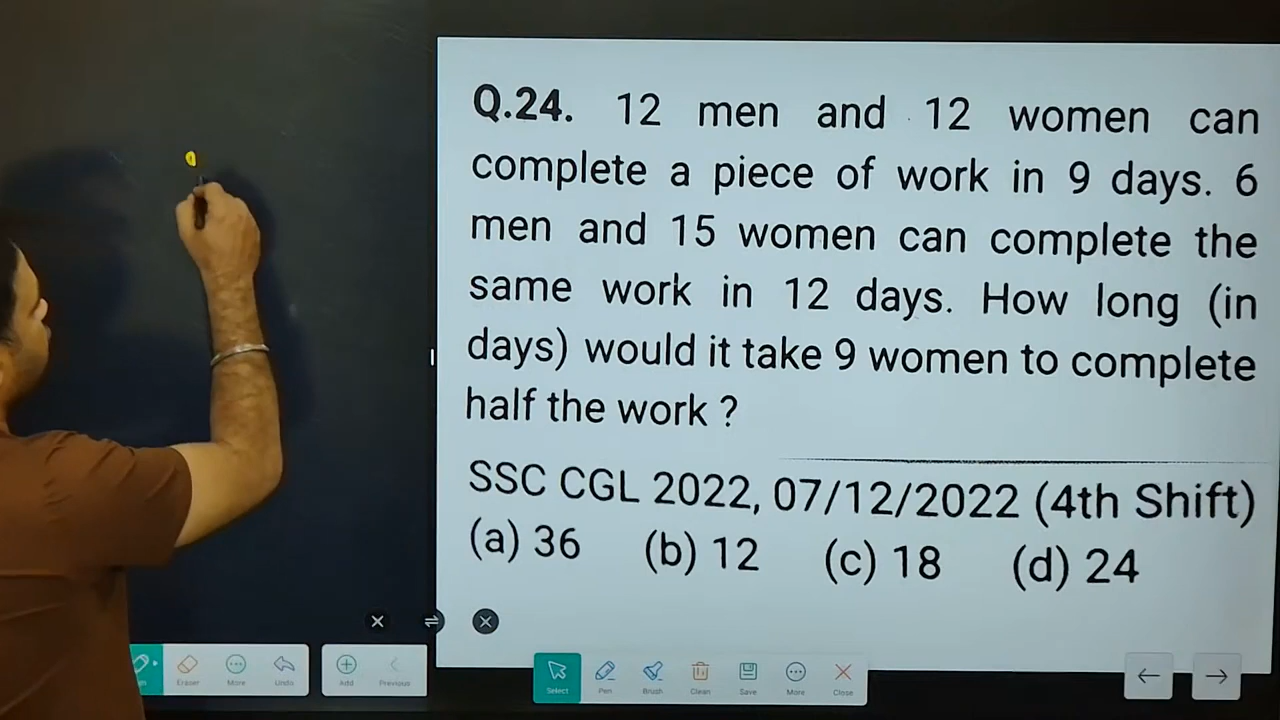 Q.24. 12 men and 12 women can
complete a piece of work in 9 days. 6
men and 15 women can complete the
same work in 12 days. How long (in
days) would it take 9 women to complete
half the work ?
SSC CGL 2022, 07/12/2022 (4th Shift)
(a) 36 (b) 12 (c) 18 (d) 24
Eraser More Undo Add Previous
Select Pen Brush Clean Save More Close